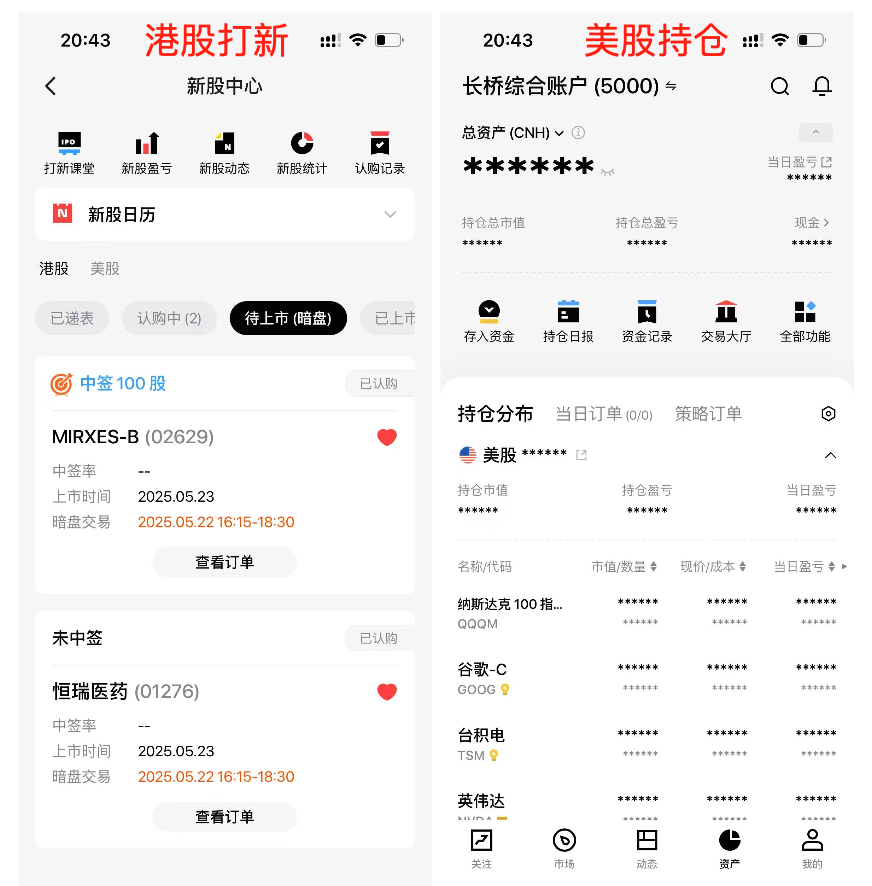 20:43
港股打新
新股中心
IPO
N
打新课堂
新股盈亏
新股动态
新股统计
认购记录
N
新股日历
港股
美股
已递表
认购中 (2)
待上市 (暗盘)
已上市
中签 100 股
已认购
MIRXES-B (02629)
中签率
--
上市时间
2025.05.23
暗盘交易
2025.05.22 16:15-18:30
查看订单
未中签
已认购
恒瑞医药 (01276)
中签率
--
上市时间
2025.05.23
暗盘交易
2025.05.22 16:15-18:30
查看订单
20:43
美股持仓
长桥综合账户 (5000)
总资产 (CNH)
******
当日盈亏
******
持仓总市值
持仓总盈亏
现金
******
******
******
存入资金
持仓日报
资金记录
交易大厅
全部功能
持仓分布
当日订单 (0/0)
策略订单
美股 ******
持仓市值
持仓盈亏
当日盈亏
******
******
******
名称/代码
市值/数量
现价/成本
当日盈亏
纳斯达克 100 指...
******
******
******
QQQM
******
******
******
谷歌-C
******
******
******
GOOG
******
******
******
台积电
******
******
******
TSM
******
******
******
英伟达
******
******
******
NVDA
******
******
******
关注
市场
动态
资产
我的